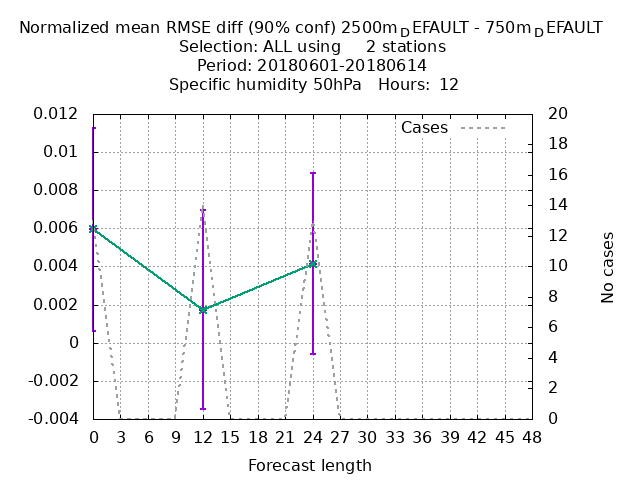 Normalized mean RMSE diff (90% conf) 2500m_DEFAULT - 750m_DEFAULT
Selection: ALL using     2 stations
Period: 20180601-20180614
Specific humidity 50hPa   Hours:  12
Cases
0.012
0.01
0.008
0.006
0.004
0.002
0
-0.002
-0.004
20
18
16
14
12
10
8
6
4
2
0
No cases
0 3 6 9 12 15 18 21 24 27 30 33 36 39 42 45 48
Forecast length